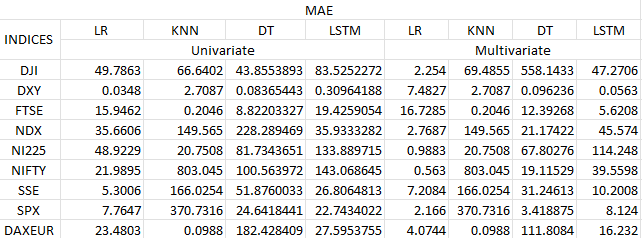 MAE
INDICES LR KNN DT LSTM LR KNN DT LSTM
Univariate Multivariate
DJI 49.7863 66.6402 43.8553893 83.5252272 2.254 69.4855 558.1433 47.2706
DXY 0.0348 2.7087 0.08365443 0.30964188 7.4827 2.7087 0.096236 0.0563
FTSE 15.9462 0.2046 8.82203327 19.4259054 16.7285 0.2046 12.39268 5.6208
NDX 35.6606 149.565 228.289469 35.9333282 2.7687 149.565 21.17422 45.574
NI225 48.9229 20.7508 81.7343651 133.889715 0.9883 20.7508 67.80276 114.248
NIFTY 21.9895 803.045 100.563972 143.068645 0.563 803.045 19.11529 39.5598
SSE 5.3006 166.0254 51.8760033 26.8064813 7.2084 166.0254 31.24613 10.2008
SPX 7.7647 370.7316 24.6418441 22.7434022 2.166 370.7316 3.418875 8.124
DAXEUR 23.4803 0.0988 182.428409 27.5953755 4.0744 0.0988 111.8084 16.232